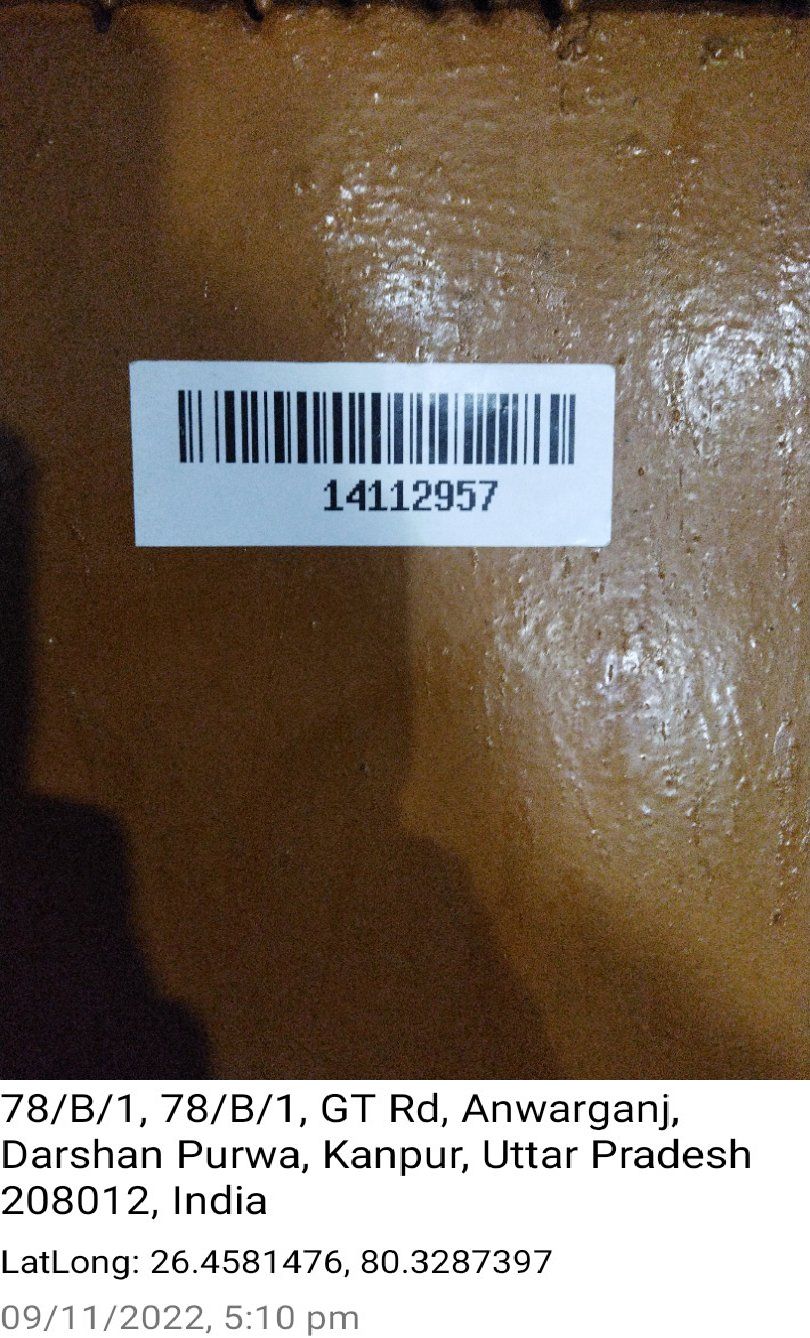 14112957
78/B/1, 78/B/1, GT Rd, Anwarganj,
Darshan Purwa, Kanpur, Uttar Pradesh
208012, India
LatLong: 26.4581476, 80.3287397
09/11/2022, 5:10 pm